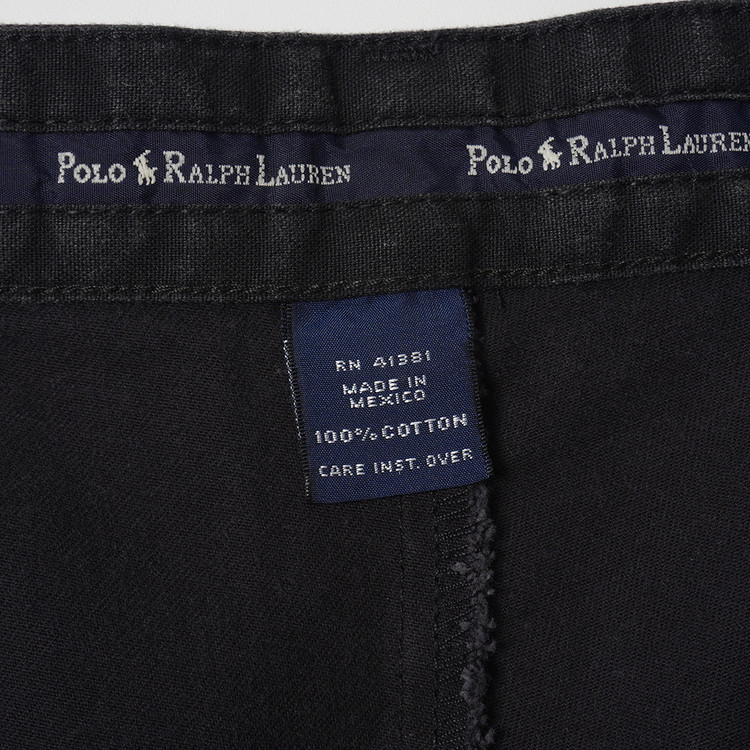 POLO RALPH LAUREN POLO RALPH LAUREN
RN 41381
MADE IN
MEXICO
100% COTTON
CARE INST. OVER